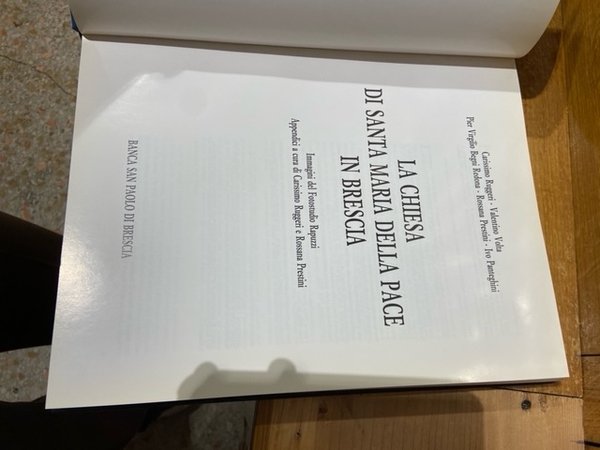 Carissimo Ruggeri - Valentino Volta
Pier Virgilio Begni Redona - Rossana Prestini - Ivo Panteghini
LA CHIESA
DI SANTA MARIA DELLA PACE
IN BRESCIA
Immagini del Fotostudio Rapuzzi
Appendici a cura di Carissimo Ruggeri e Rossana Prestini
BANCA SAN PAOLO DI BRESCIA